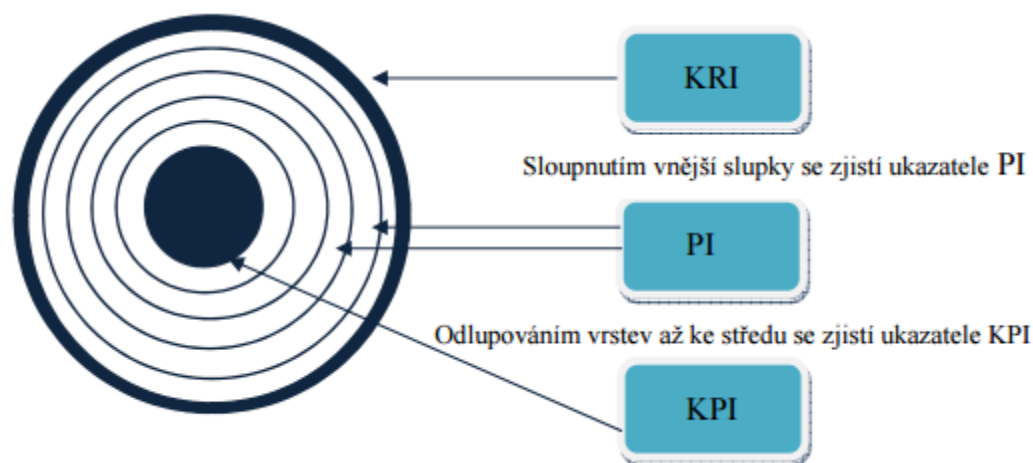 KRI
Sloupnutím vnější slupky se zjistí ukazatele PI
PI
Odlupováním vrstev až ke středu se zjistí ukazatele KPI
KPI